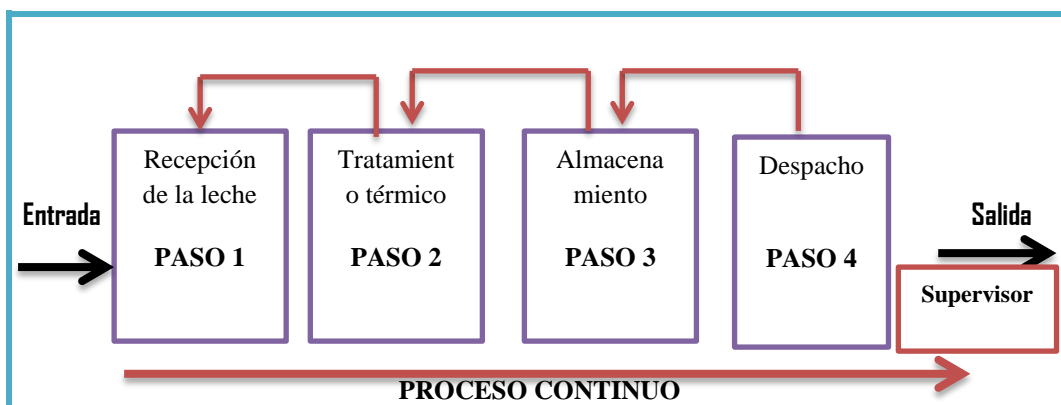 Entrada
Recepción
de la leche
PASO 1
Tratamient
o térmico
PASO 2
Almacena
miento
PASO 3
Despacho
PASO 4
Salida
Supervisor
PROCESO CONTINUO